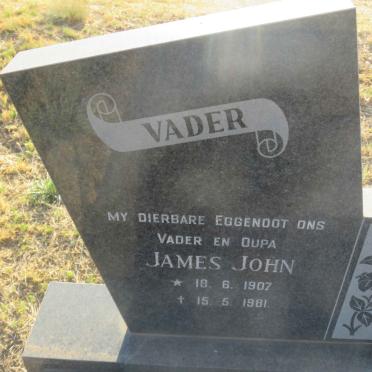 VADER
MY DIERBARE EGGENOOT ONS
VADER EN OUPA
JAMES JOHN
★ 18. 6. 1907
✝ 15. 5. 1981.